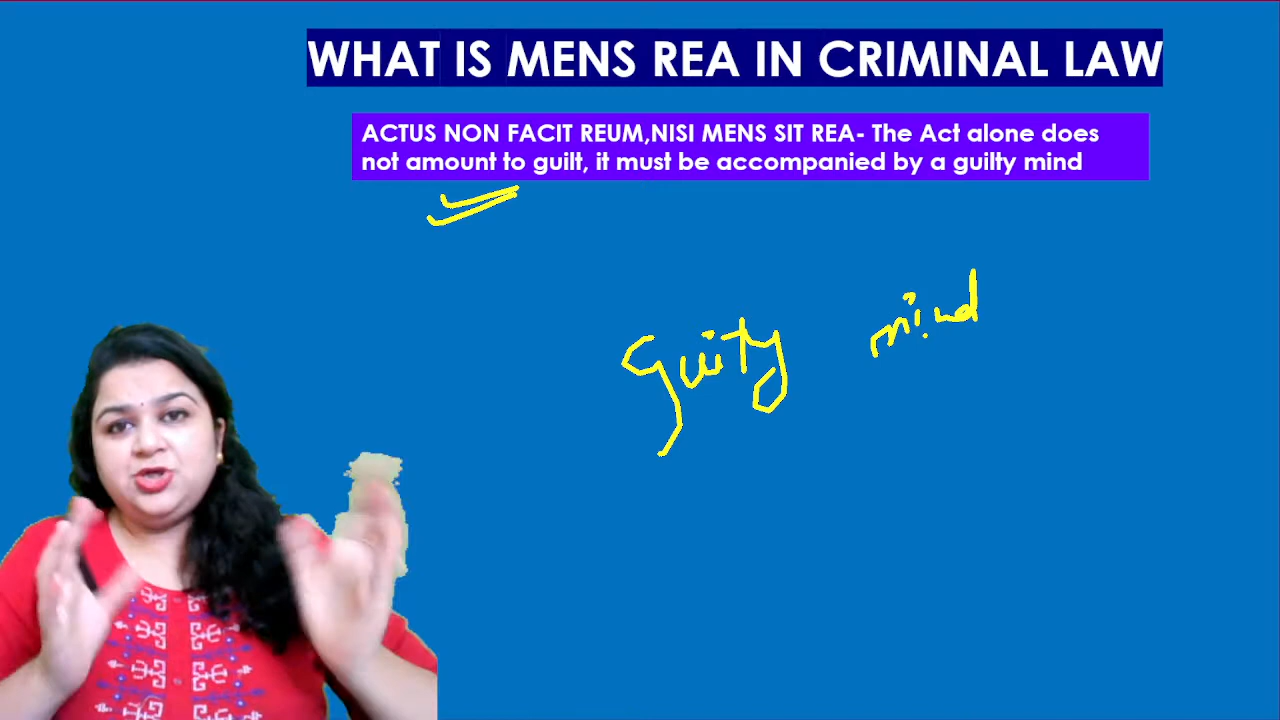 WHAT IS MENS REA IN CRIMINAL LAW
ACTUS NON FACIT REUM,NISI MENS SIT REA- The Act alone does
not amount to guilt, it must be accompanied by a guilty mind
guity mind